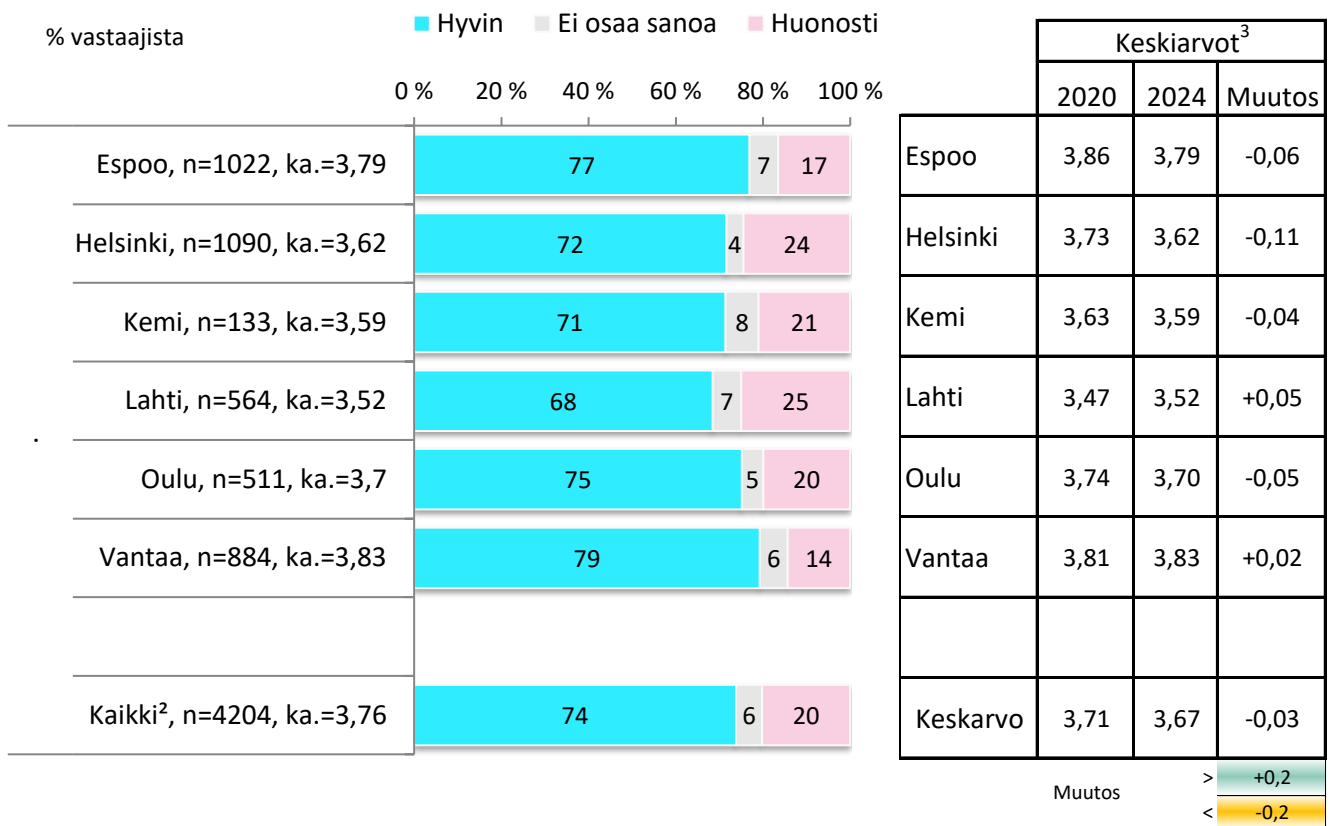 % vastaajista
Hyvin Ei osaa sanoa Huonosti
0 % 20 % 40 % 60 % 80 % 100 %
Espoo, n=1022, ka.=3,79 77 7 17
Helsinki, n=1090, ka.=3,62 72 4 24
Kemi, n=133, ka.=3,59 71 8 21
Lahti, n=564, ka.=3,52 68 7 25
.
Oulu, n=511, ka.=3,7 75 5 20
Vantaa, n=884, ka.=3,83 79 6 14
Kaikki², n=4204, ka.=3,76 74 6 20
Keskiarvot³
2020 2024 Muutos
Espoo 3,86 3,79 -0,06
Helsinki 3,73 3,62 -0,11
Kemi 3,63 3,59 -0,04
Lahti 3,47 3,52 +0,05
Oulu 3,74 3,70 -0,05
Vantaa 3,81 3,83 +0,02
Keskarvo 3,71 3,67 -0,03
Muutos
> +0,2
< -0,2